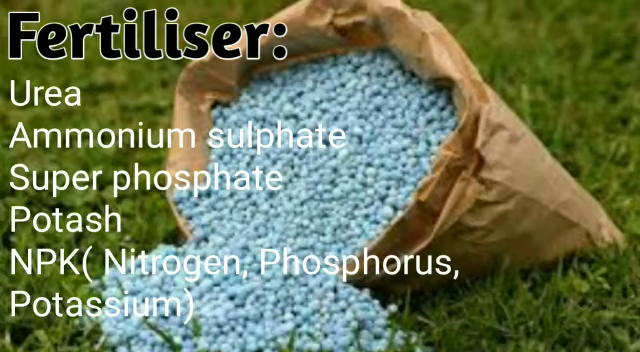 Fertiliser:
Urea
Ammonium sulphate
Super phosphate
Potash
NPK( Nitrogen, Phosphorus,
Potassium)